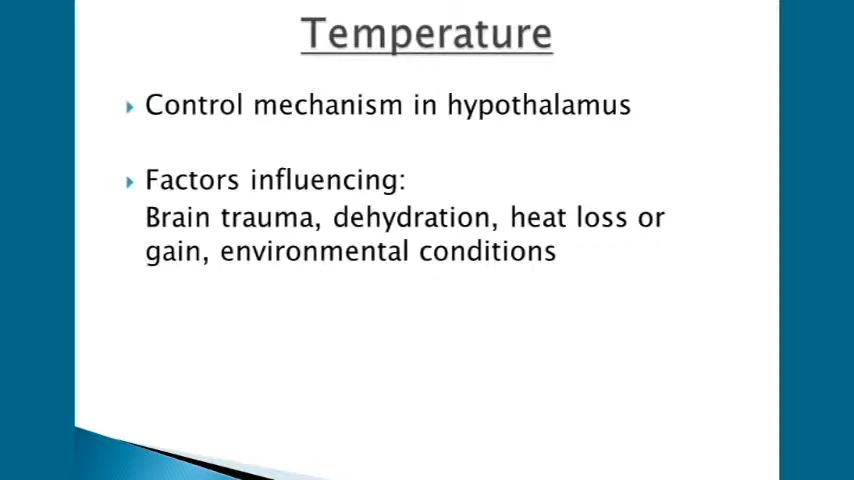 Temperature
Control mechanism in hypothalamus
Factors influencing:
Brain trauma, dehydration, heat loss or
gain, environmental conditions